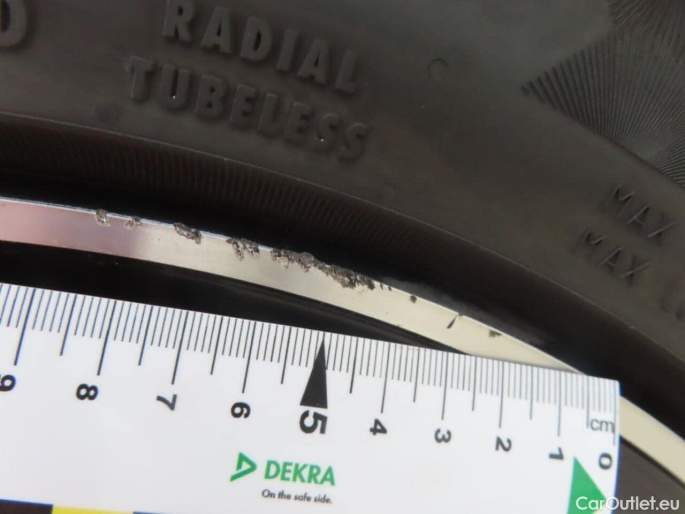 RADIAL
TUBELESS
MAX
MAX
9 8 7 6 5 4 3 2 1 0
cm
DEKRA
On the safe side.
CarOutlet.eu